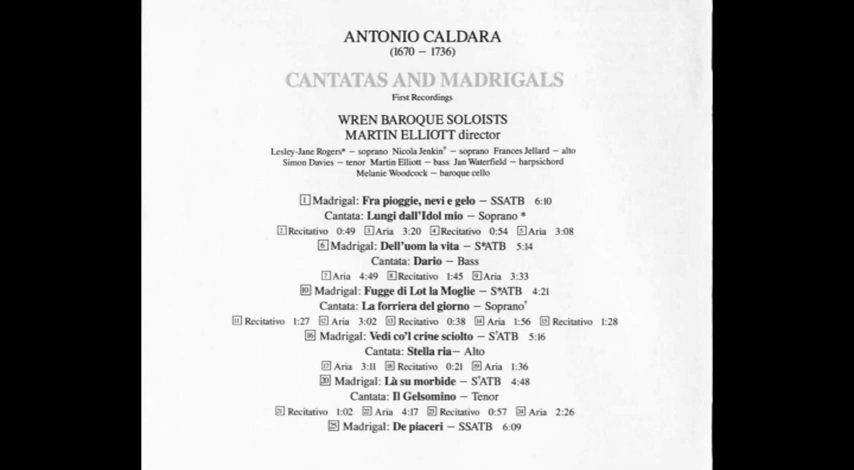 ANTONIO CALDARA
(1670 – 1736)
CANTATAS AND MADRIGALS
First Recordings
WREN BAROQUE SOLOISTS
MARTIN ELLIOTT director
Lesley-Jane Rogers* – soprano Nicola Jenkin† – soprano Frances Jellard – alto
Simon Davies – tenor Martin Elliott – bass Jan Waterfield – harpsichord
Melanie Woodcock – baroque cello
1 Madrigal: Fra pioggie, nevi e gelo – SSATB 6:10
Cantata: Lungi dall'Idol mio – Soprano *
2 Recitativo 0:49 3 Aria 3:20 4 Recitativo 0:54 5 Aria 3:08
6 Madrigal: Dell'uom la vita – S*ATB 5:14
Cantata: Dario – Bass
7 Aria 4:49 8 Recitativo 1:45 9 Aria 3:33
10 Madrigal: Fugge di Lot la Moglie – S*ATB 4:21
Cantata: La forriera del giorno – Soprano†
11 Recitativo 1:27 12 Aria 3:02 13 Recitativo 0:38 14 Aria 1:56 15 Recitativo 1:28
16 Madrigal: Vedi co'l crine sciolto – S†ATB 5:16
Cantata: Stella ria – Alto
17 Aria 3:11 18 Recitativo 0:21 19 Aria 1:36
20 Madrigal: Là su morbide – S†ATB 4:48
Cantata: Il Gelsomino – Tenor
21 Recitativo 1:02 22 Aria 4:17 23 Recitativo 0:57 24 Aria 2:26
25 Madrigal: De piaceri – SSATB 6:09